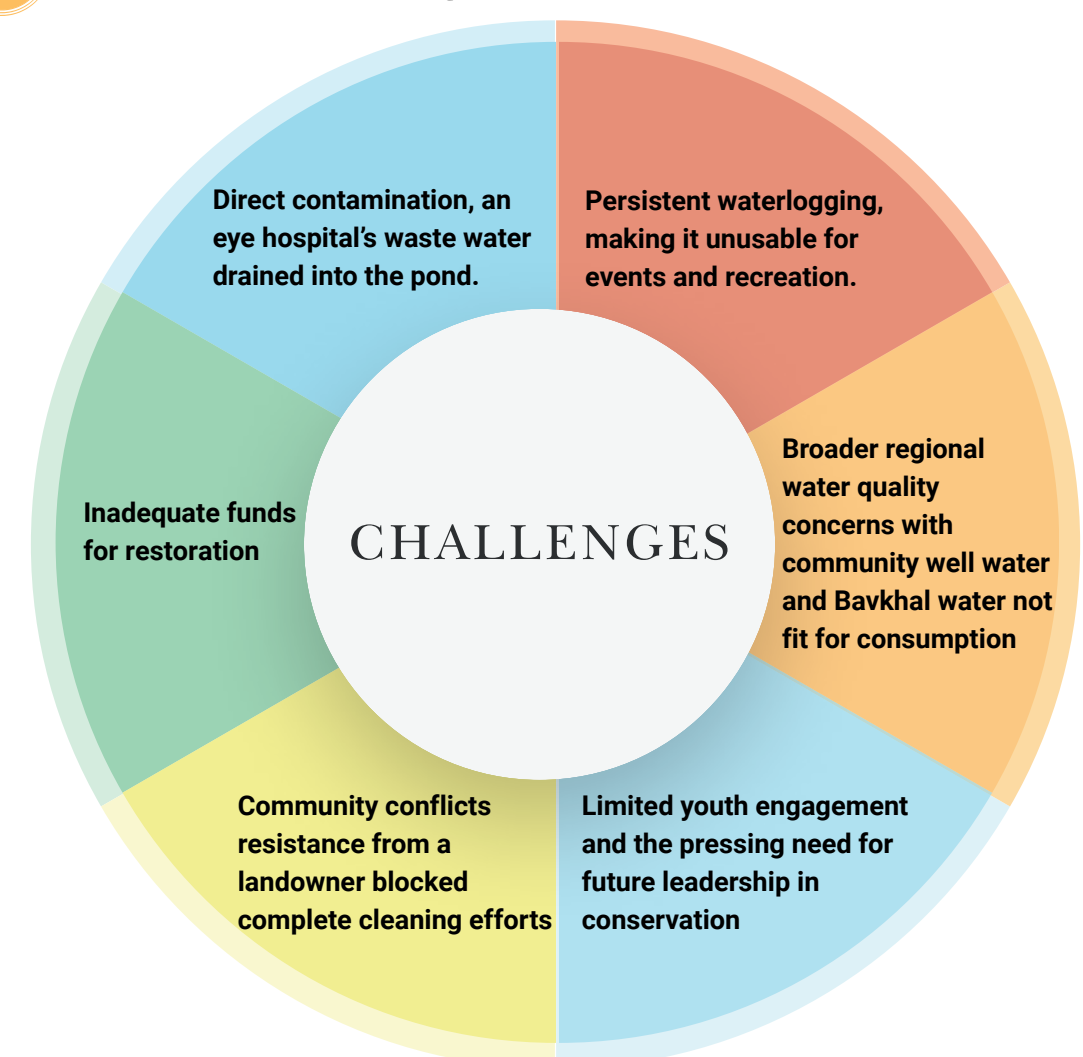 Direct contamination, an
eye hospital’s waste water
drained into the pond.
Persistent waterlogging,
making it unusable for
events and recreation.
Broader regional
water quality
concerns with
community well water
and Bavkhal water not
fit for consumption
Inadequate funds
for restoration
CHALLENGES
Community conflicts
resistance from a
landowner blocked
complete cleaning efforts
Limited youth engagement
and the pressing need for
future leadership in
conservation